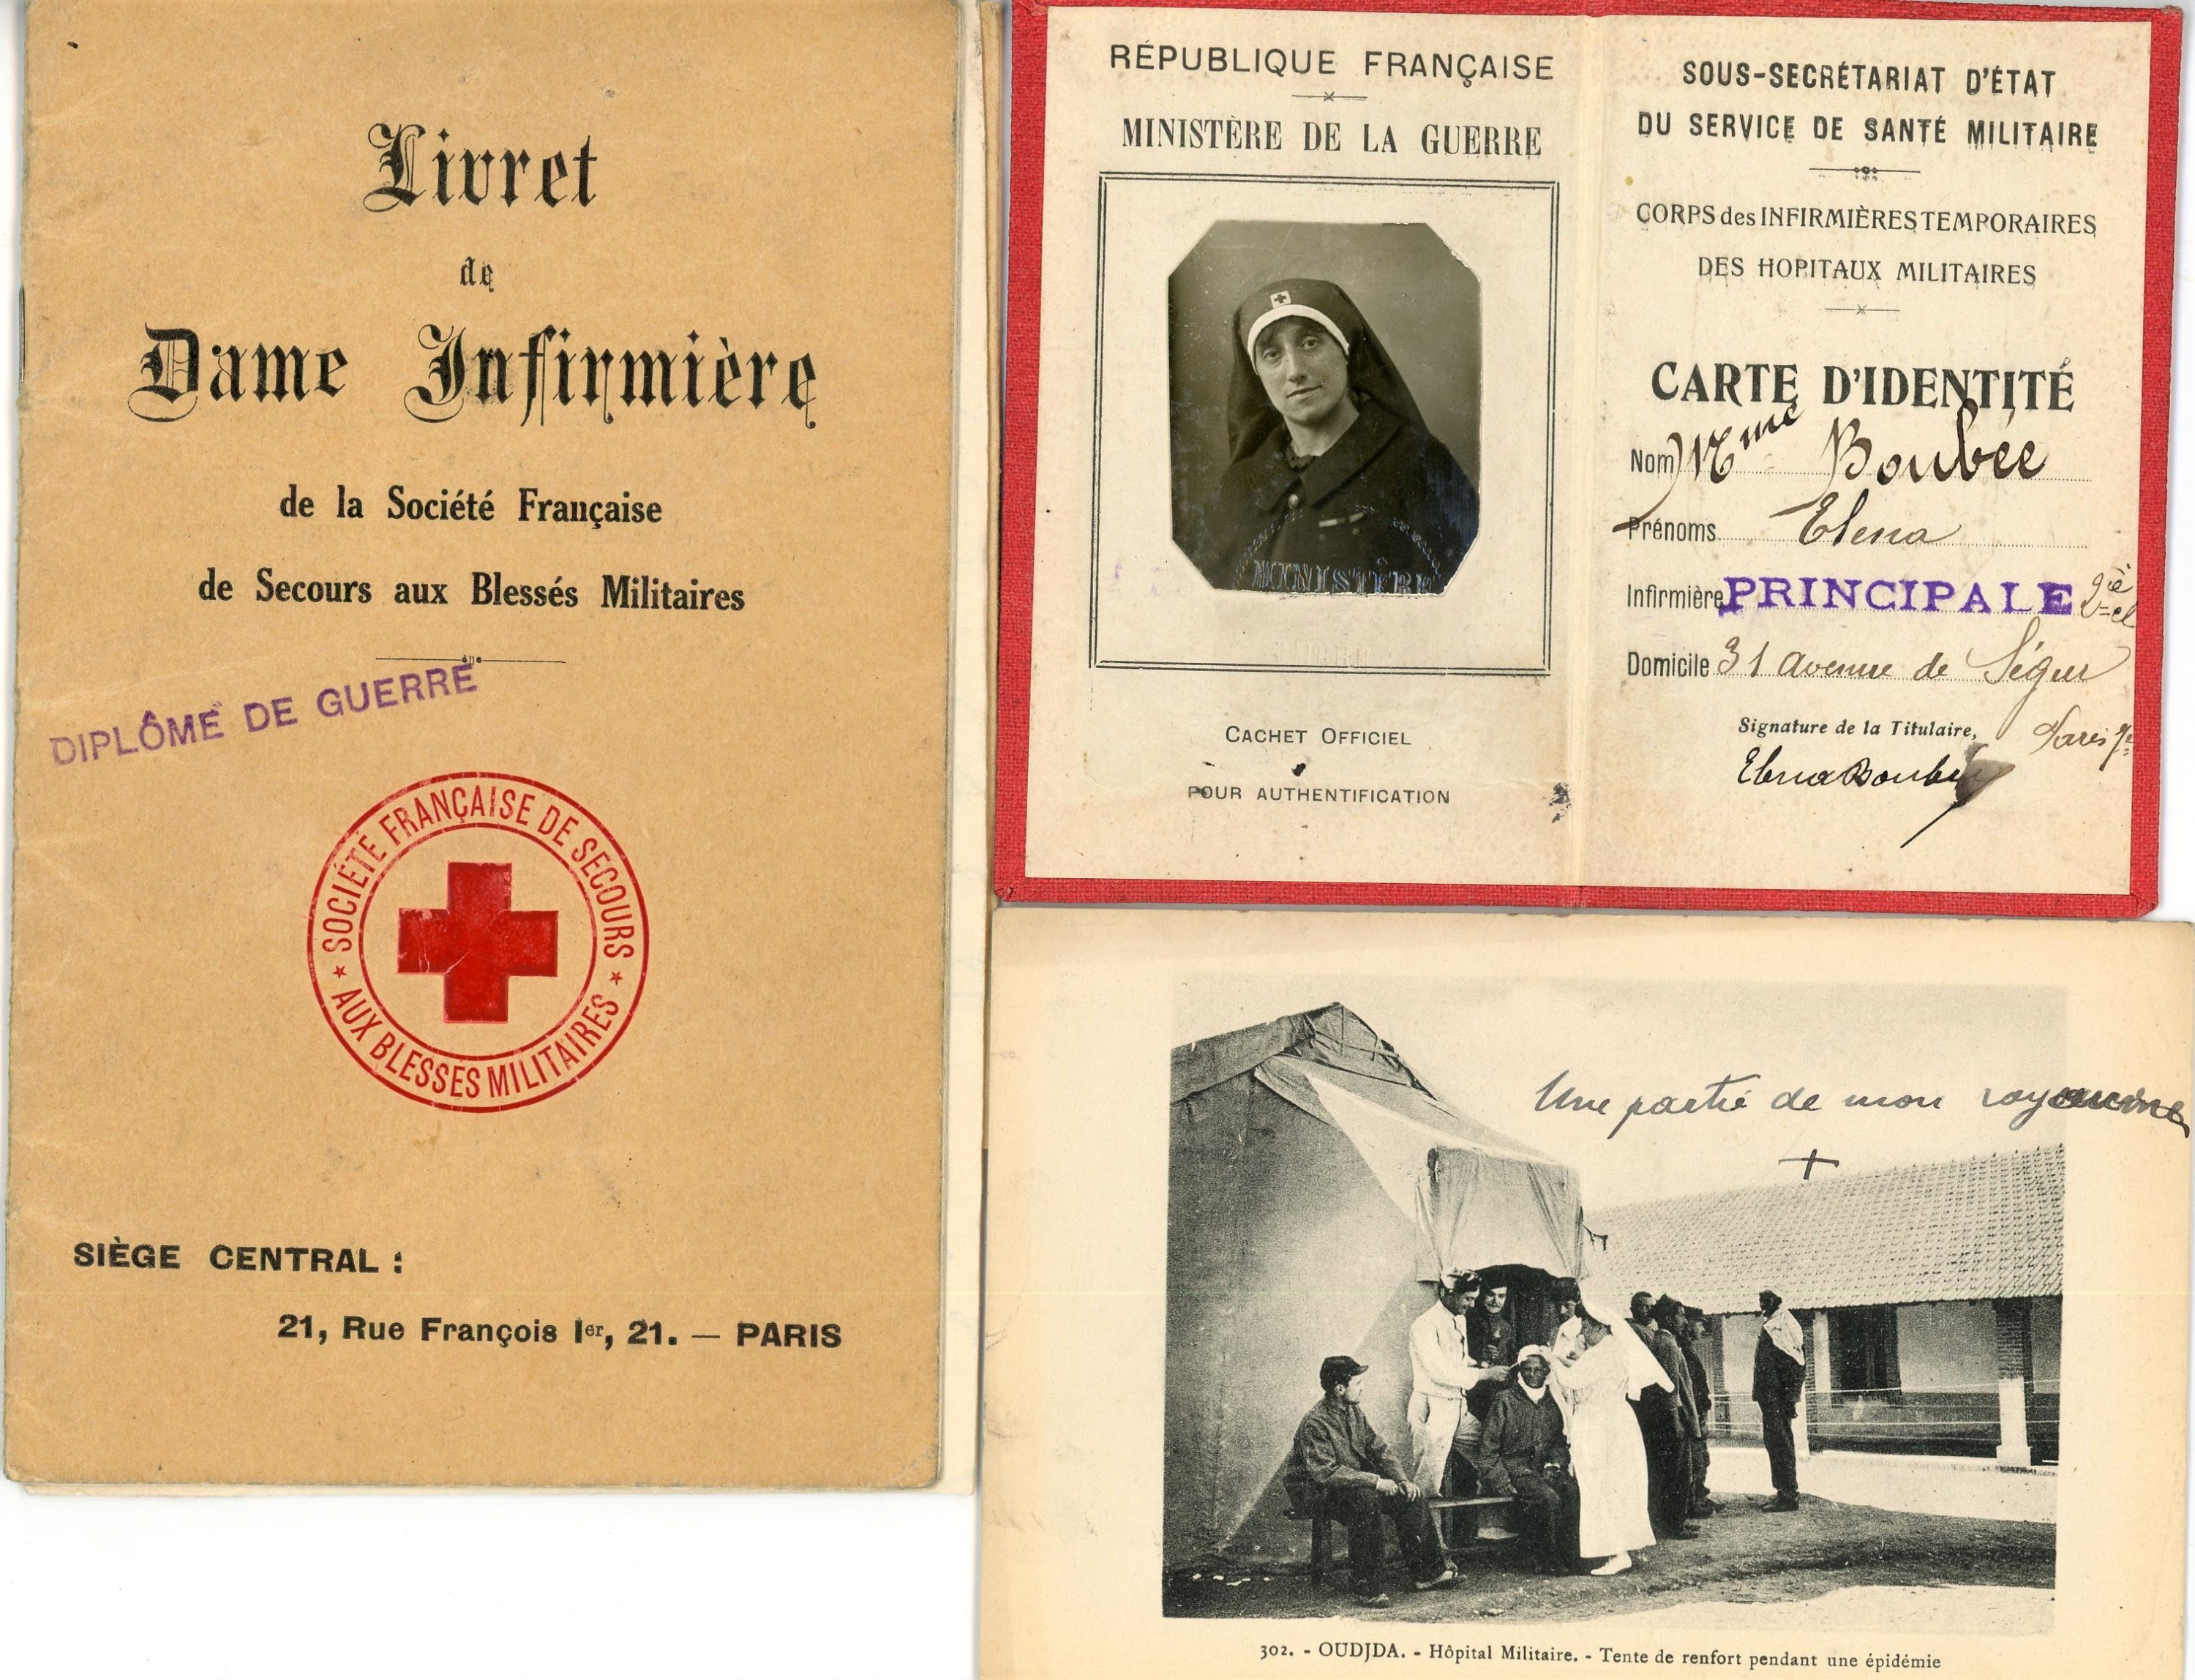 Livret
de
Dame Infirmière
de la Société Française
de Secours aux Blessés Militaires
DIPLÔME DE GUERRE
SOCIÉTÉ FRANÇAISE DE SECOURS
AUX BLESSÉS MILITAIRES
SIÈGE CENTRAL :
21, Rue François Ier, 21. — PARIS
RÉPUBLIQUE FRANÇAISE
MINISTÈRE DE LA GUERRE
MINISTÈRE
CACHET OFFICIEL
POUR AUTHENTIFICATION
SOUS-SECRÉTARIAT D'ÉTAT
DU SERVICE DE SANTÉ MILITAIRE
CORPS des INFIRMIÈRES TEMPORAIRES
DES HOPITAUX MILITAIRES
CARTE D'IDENTITÉ
Nom Mme Boubée
Prénoms Elena
Infirmière PRINCIPALE
Domicile 31 avenue de Ségur
Signature de la Titulaire, Paris 7e
Elena Boubée
Une partie de mon royaume
+
302. - OUDJDA. - Hôpital Militaire. - Tente de renfort pendant une épidémie